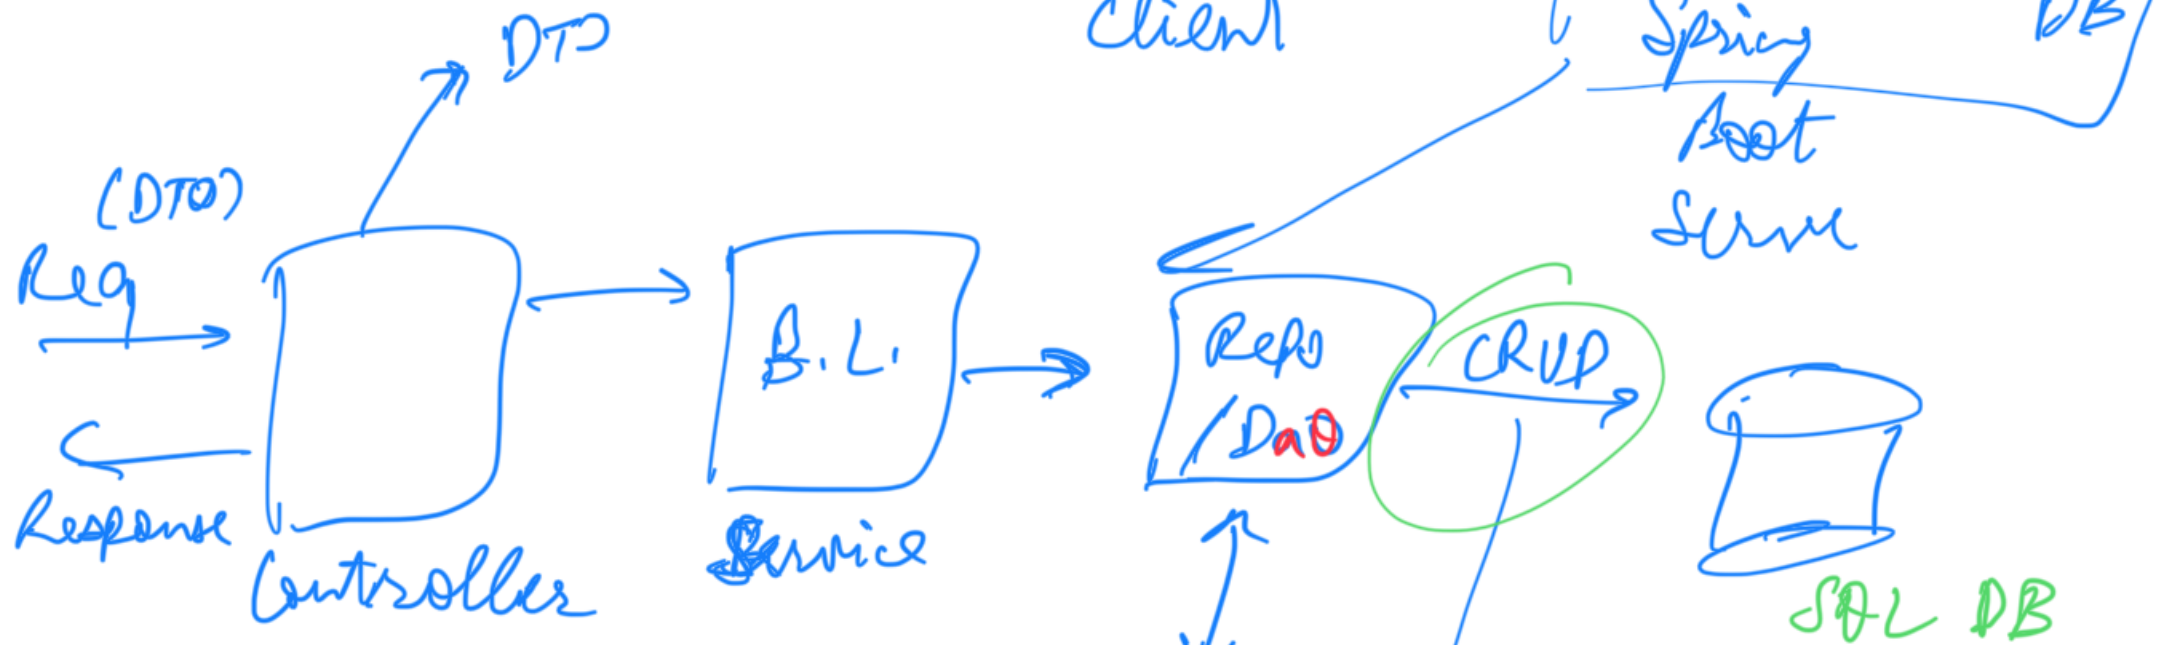 DTO
Client
Spring
DB
Boot
Serve
(DTO)
Req
B.L.
Repo
/Dao
CRUD
Response
Controller
Service
SQL DB